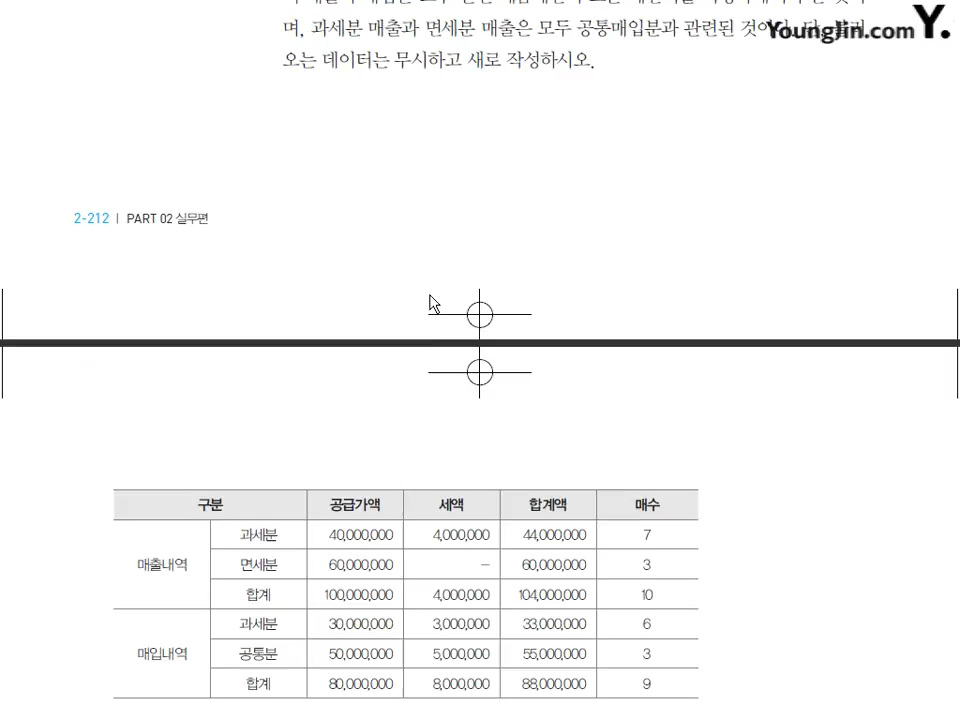 며, 과세분 매출과 면세분 매출은 모두 공통매입분과 관련된 것
Younglin.com Y.
오는 데이터는 무시하고 새로 작성하시오.
2-212 | PART 02 실무편
구분 공급가액 세액 합계액 매수
매출내역 과세분 40,000,000 4,000,000 44,000,000 7
면세분 60,000,000 – 60,000,000 3
합계 100,000,000 4,000,000 104,000,000 10
매입내역 과세분 30,000,000 3,000,000 33,000,000 6
공통분 50,000,000 5,000,000 55,000,000 3
합계 80,000,000 8,000,000 88,000,000 9